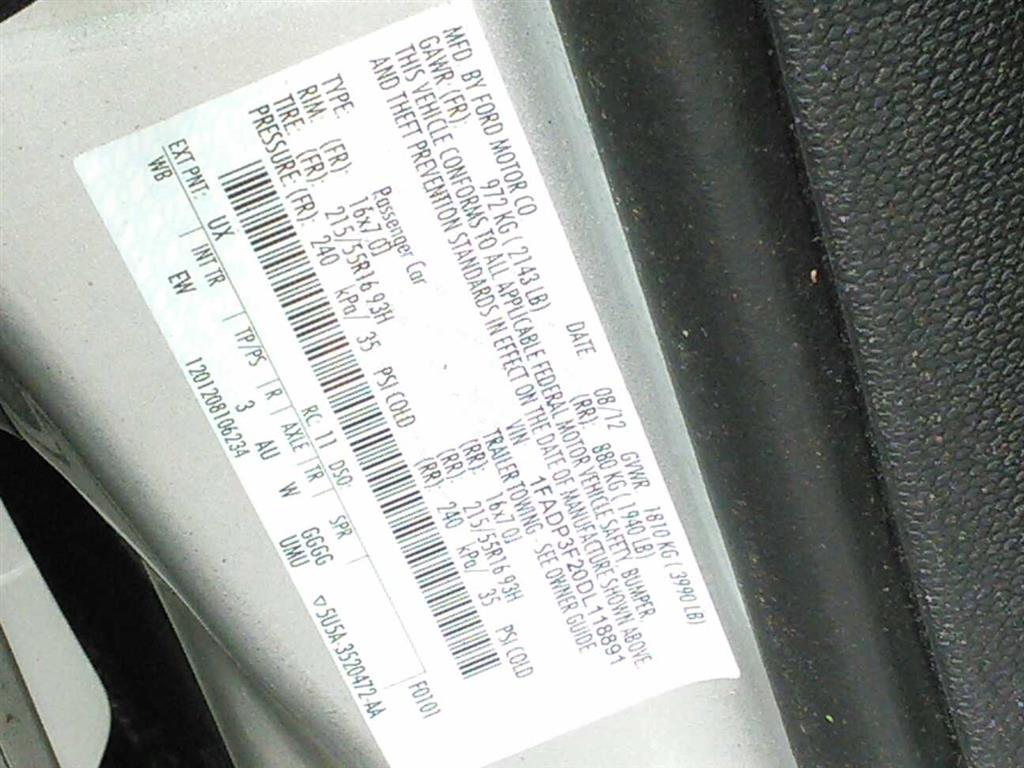 MFD BY FORD MOTOR CO DATE 08/12 GVWR 1810 KG ( 3990 LB)
GAWR (FR): 972 KG ( 2143 LB) (RR): 880 KG ( 1940 LB)
THIS VEHICLE CONFORMS TO ALL APPLICABLE FEDERAL MOTOR VEHICLE SAFETY, BUMPER,
AND THEFT PREVENTION STANDARDS IN EFFECT ON THE DATE OF MANUFACTURE SHOWN ABOVE
VIN 1FADP3F20DL118891
TYPE: Passenger Car TRAILER TOWING - SEE OWNER GUIDE
RIM: (FR): 16x7.0J (RR): 16x7.0J
TIRE: (FR): 215/55R16 93H (RR): 215/55R16 93H
PRESSURE (FR): 240 kPa/ 35 PSI COLD (RR): 240 kPa/ 35 PSI COLD
EXT PNT: UX RC: 11 DSO: F0101
WB INT TR TP/PS R AXLE TR SPR
EW 3 AU W GGGG ▽5U5A-3520472-AA
1201208106234 UMU